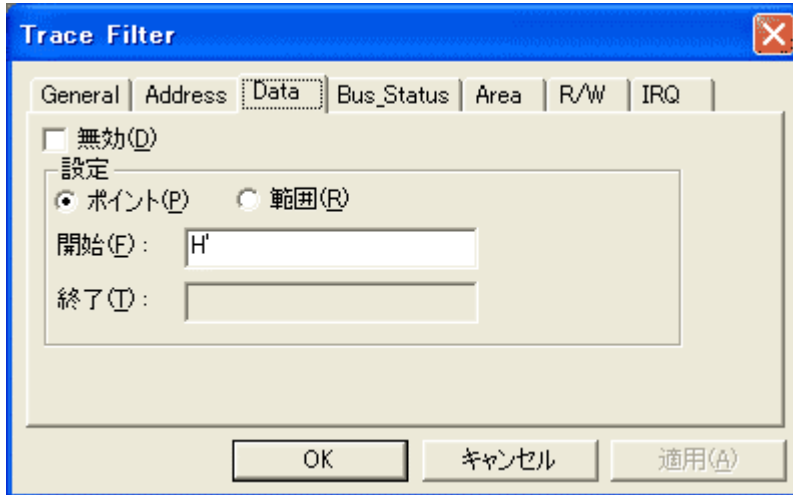 Trace Filter
General Address Data Bus_Status Area R/W IRQ
無効(D)
設定
ポイント(P) 範囲(R)
開始(F): H'
終了(T):
OK キャンセル 適用(A)